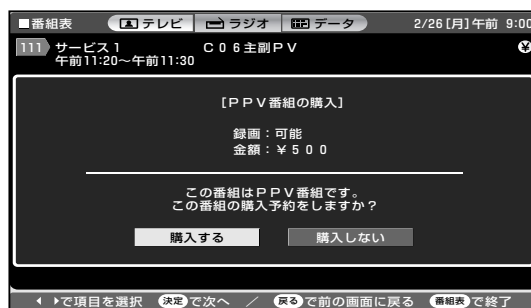 ■番組表 テレビ ラジオ データ 2/26[月]午前 9:00
111 サービス1 C06主副PV ¥
午前11:20～午前11:30
[PPV番組の購入]
録画：可能
金額：¥500
この番組はPPV番組です。
この番組の購入予約をしますか？
購入する 購入しない
で項目を選択 決定で次へ ／ 戻るで前の画面に戻る 番組表で終了